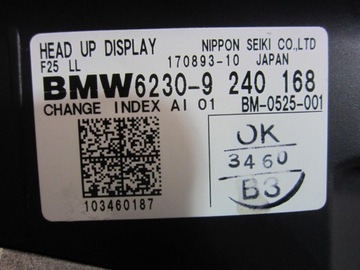 HEAD UP DISPLAY NIPPON SEIKI CO.,LTD
F25 LL 170893-10 JAPAN
BMW6230-9 240 168
CHANGE INDEX AI 01 BM-0525-001
OK
3460
B3
103460187